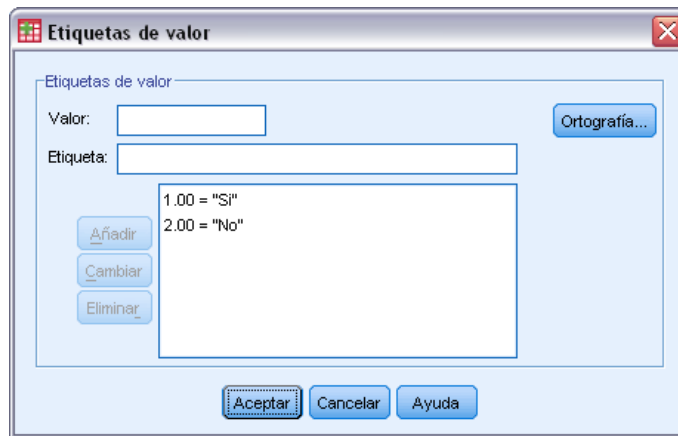 Etiquetas de valor
Etiquetas de valor
Valor:
Ortografía...
Etiqueta:
1.00 = "Si"
2.00 = "No"
Añadir
Cambiar
Eliminar
Aceptar Cancelar Ayuda